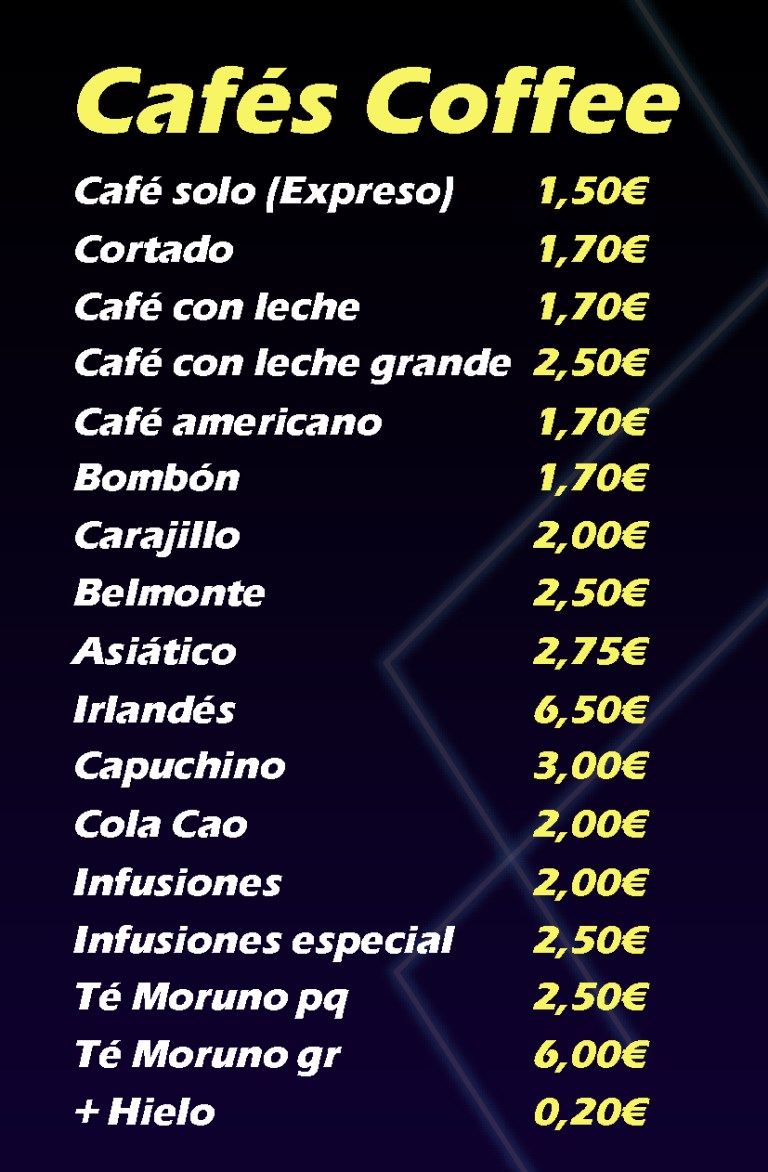 Cafés Coffee
Café solo (Expreso) 1,50€
Cortado 1,70€
Café con leche 1,70€
Café con leche grande 2,50€
Café americano 1,70€
Bombón 1,70€
Carajillo 2,00€
Belmonte 2,50€
Asiático 2,75€
Irlandés 6,50€
Capuchino 3,00€
Cola Cao 2,00€
Infusiones 2,00€
Infusiones especial 2,50€
Té Moruno pq 2,50€
Té Moruno gr 6,00€
+ Hielo 0,20€